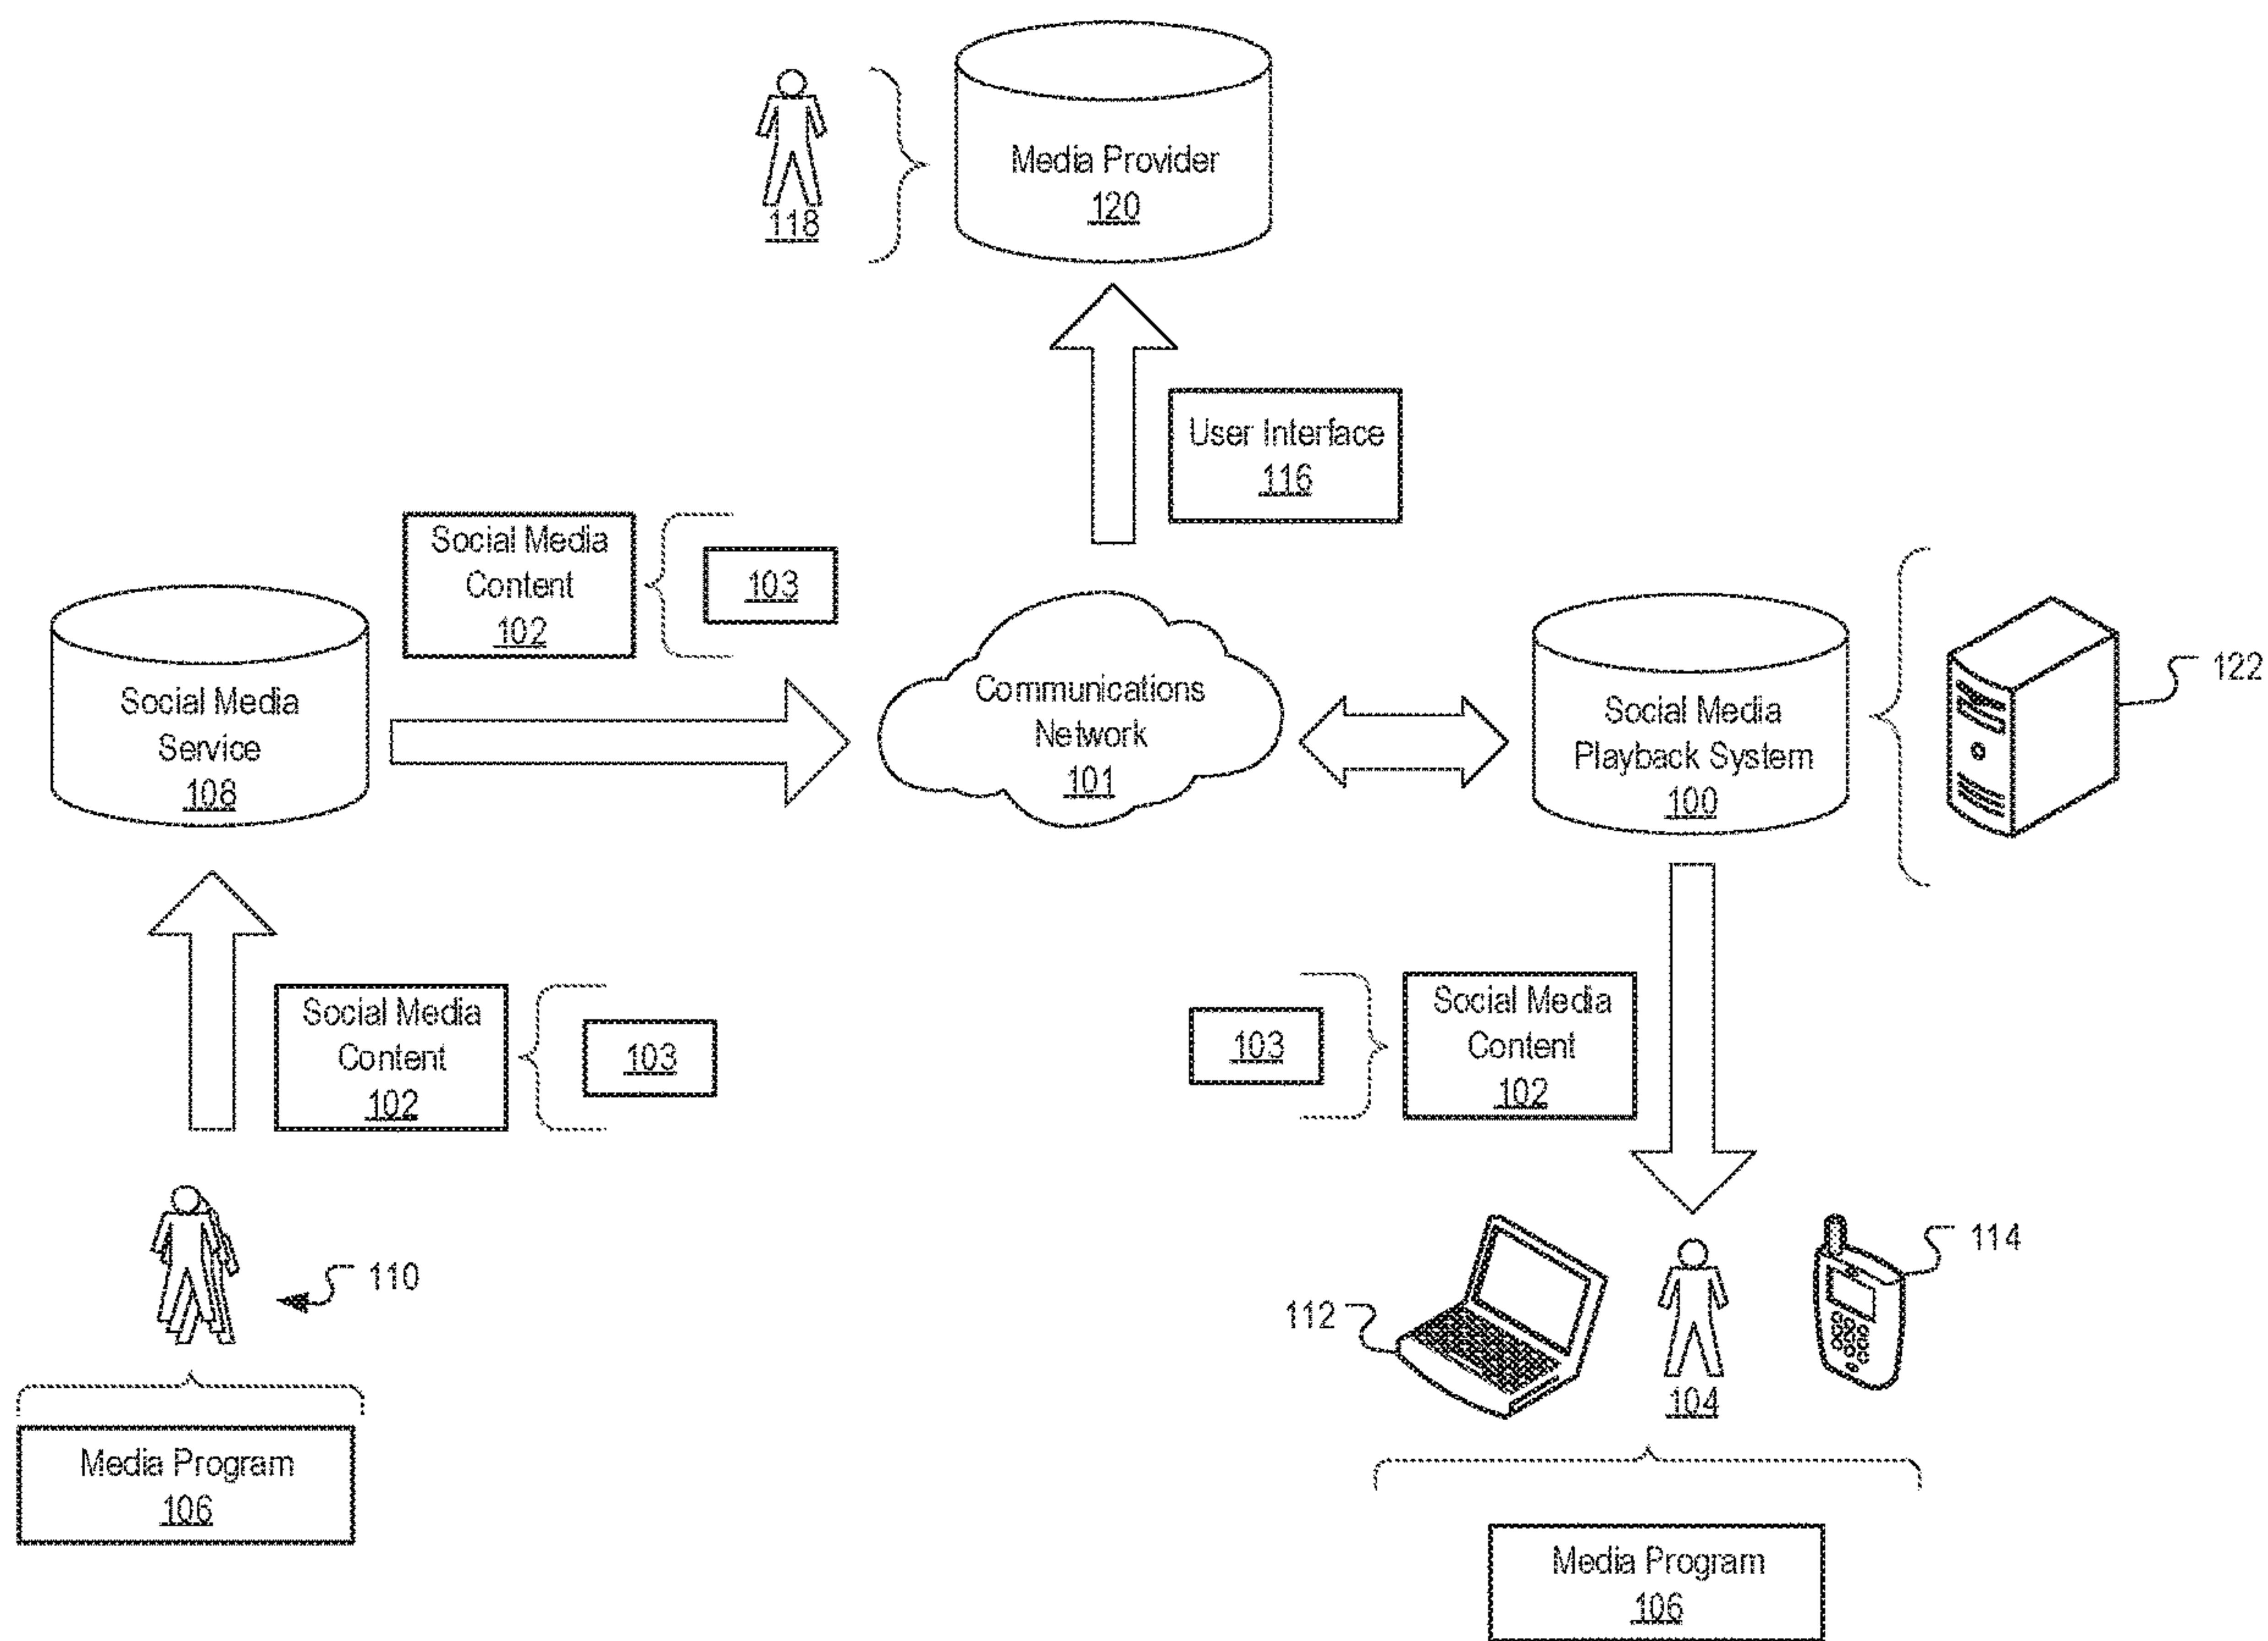 118
Media Provider
120
User Interface
116
Social Media
Content
102
103
Social Media
Service
108
Communications
Network
101
Social Media
Playback System
100
122
Social Media
Content
102
103
103
Social Media
Content
102
110
112
104
114
Media Program
106
Media Program
106